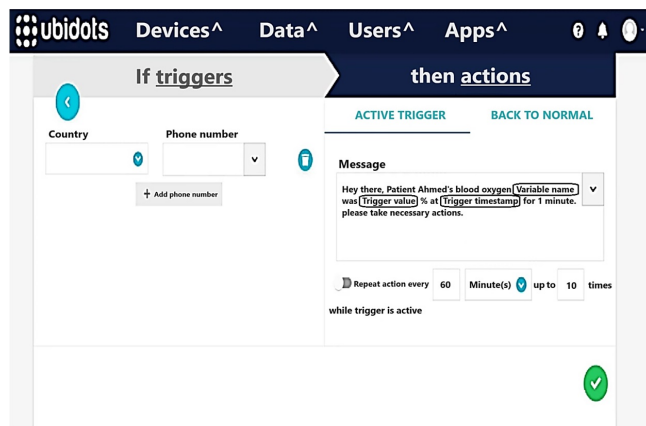 ubidots Devices^ Data^ Users^ Apps^ ?
If triggers then actions
ACTIVE TRIGGER BACK TO NORMAL
Country Phone number
+ Add phone number
Message
Hey there, Patient Ahmed's blood oxygen Variable name
was Trigger value % at Trigger timestamp for 1 minute.
please take necessary actions.
Repeat action every 60 Minute(s) up to 10 times
while trigger is active